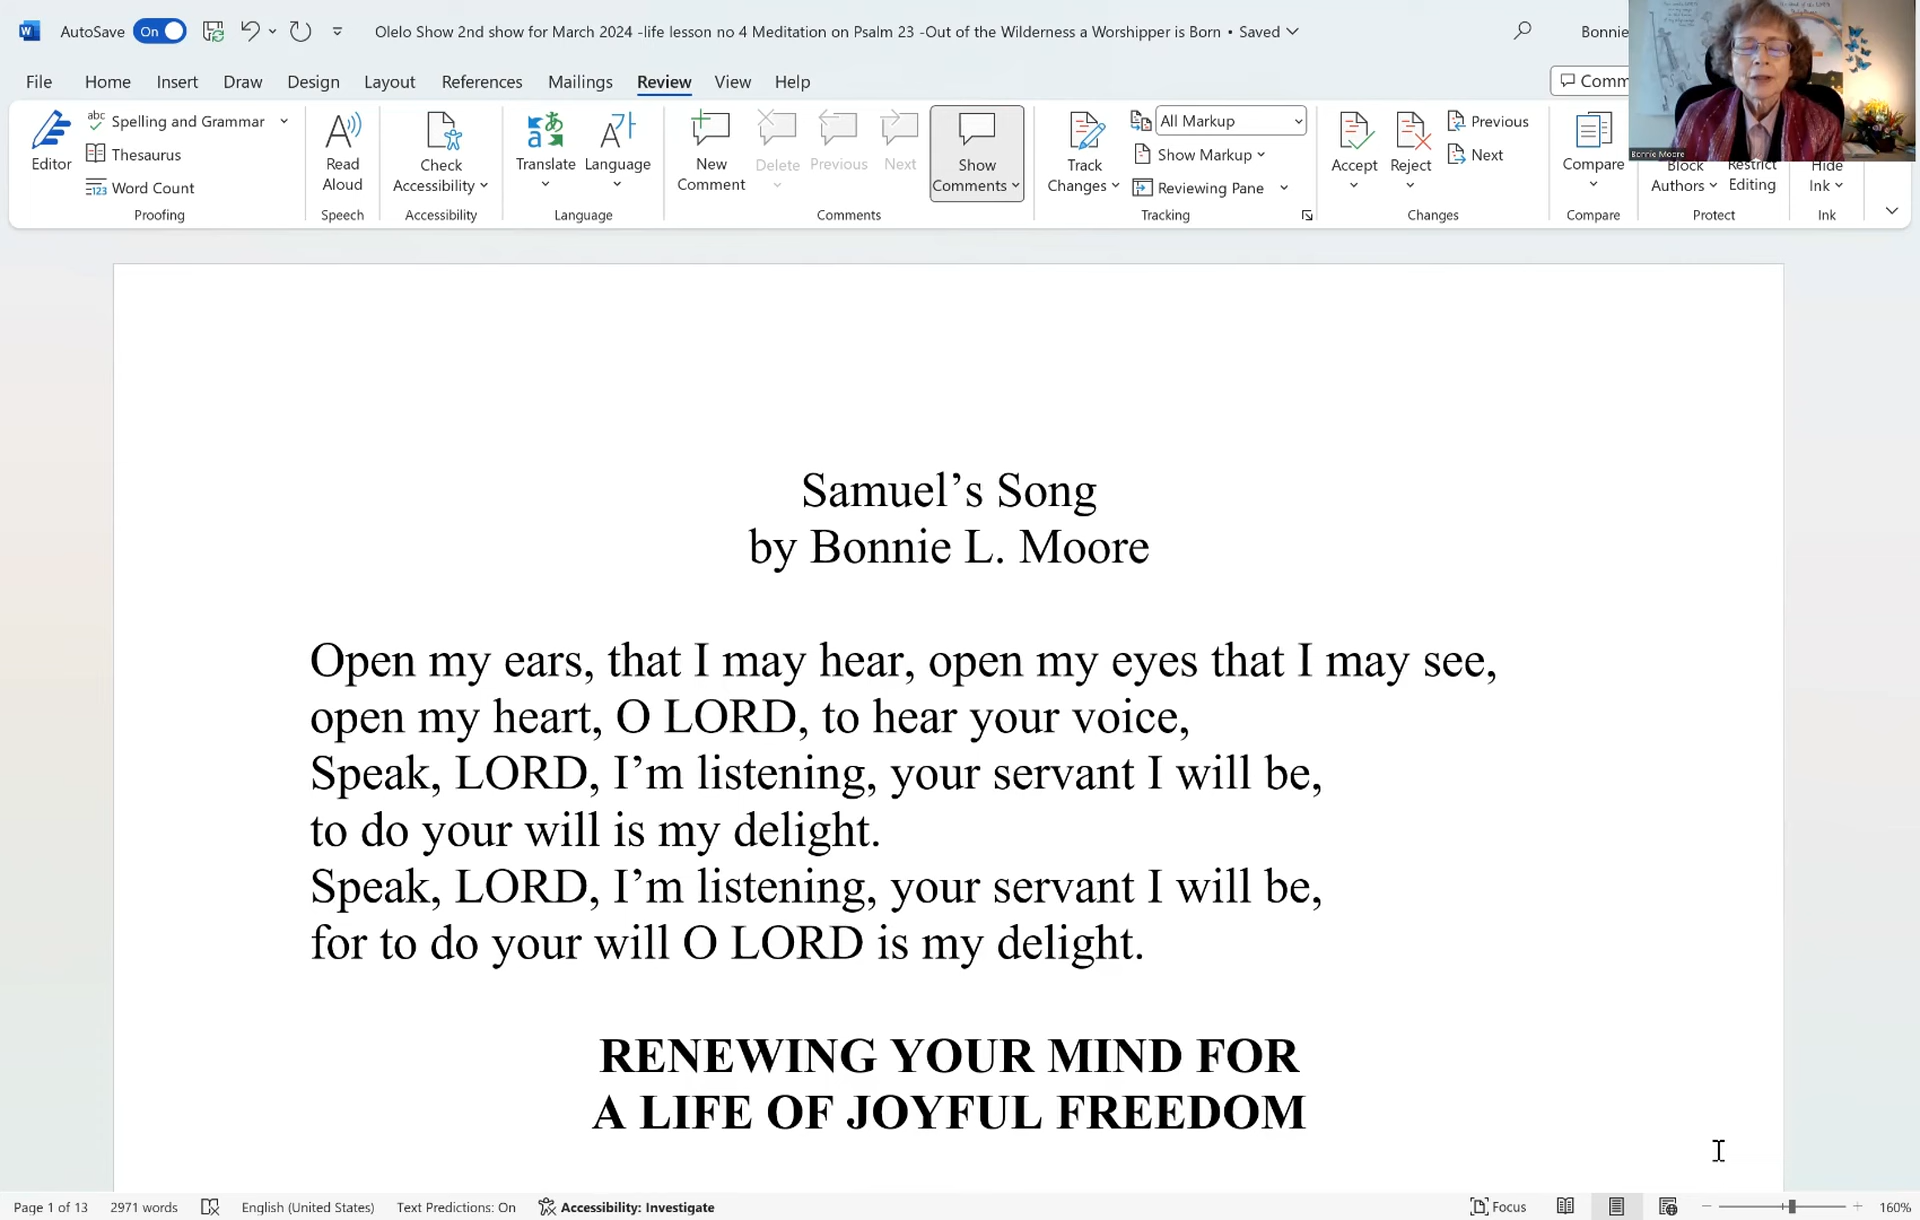 AutoSave On Olelo Show 2nd show for March 2024 -life lesson no 4 Meditation on Psalm 23 -Out of the Wilderness a Worshipper is Born • Saved Bonnie
File Home Insert Draw Design Layout References Mailings Review View Help Comm
Editor
abc Spelling and Grammar
Thesaurus
123 Word Count
Proofing
Read Aloud
Speech
Check Accessibility
Accessibility
Translate
Language
Language
New Comment
Delete
Previous
Next
Show Comments
Comments
Track Changes
All Markup
Show Markup
Reviewing Pane
Tracking
Accept
Reject
Previous
Next
Changes
Compare
Compare
Block Authors
Restrict Editing
Protect
Hide Ink
Ink
Bonnie Moore
Samuel’s Song
by Bonnie L. Moore
Open my ears, that I may hear, open my eyes that I may see,
open my heart, O LORD, to hear your voice,
Speak, LORD, I’m listening, your servant I will be,
to do your will is my delight.
Speak, LORD, I’m listening, your servant I will be,
for to do your will O LORD is my delight.
RENEWING YOUR MIND FOR
A LIFE OF JOYFUL FREEDOM
Page 1 of 13 2971 words English (United States) Text Predictions: On Accessibility: Investigate Focus 160%